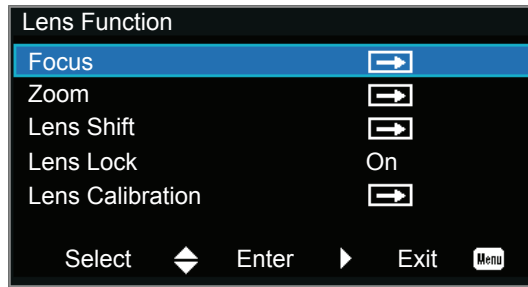 Lens Function
Focus
Zoom
Lens Shift
Lens Lock On
Lens Calibration
Select Enter Exit Menu